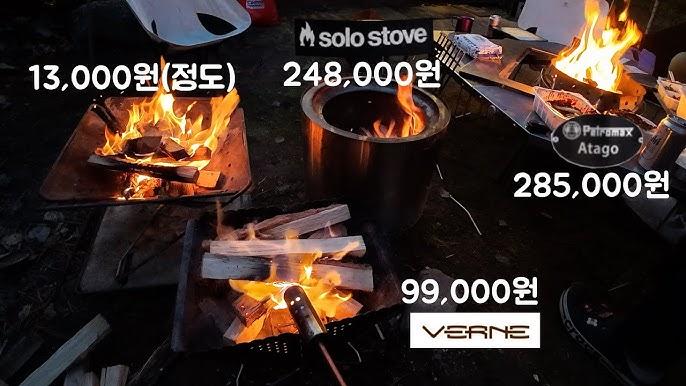 solo stove
13,000원(정도)
248,000원
Petromax
Atago
285,000원
99,000원
VERNE